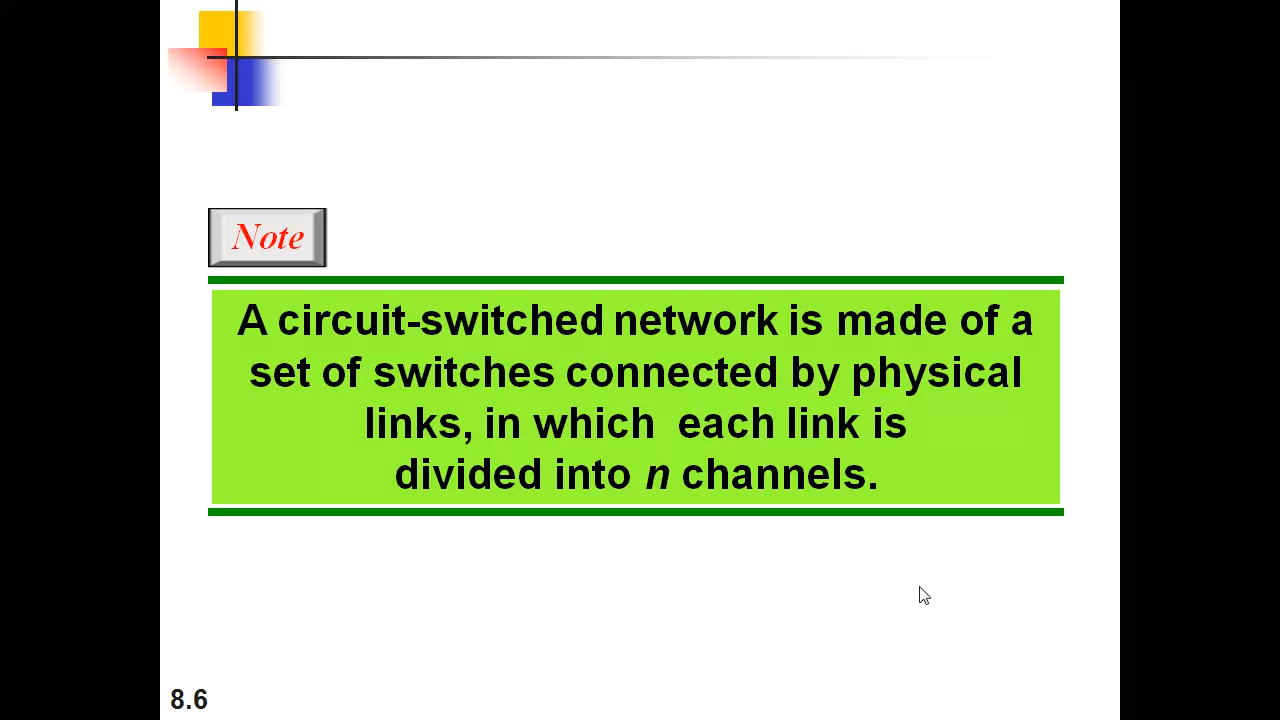 Note
A circuit-switched network is made of a
set of switches connected by physical
links, in which  each link is
divided into n channels.
8.6